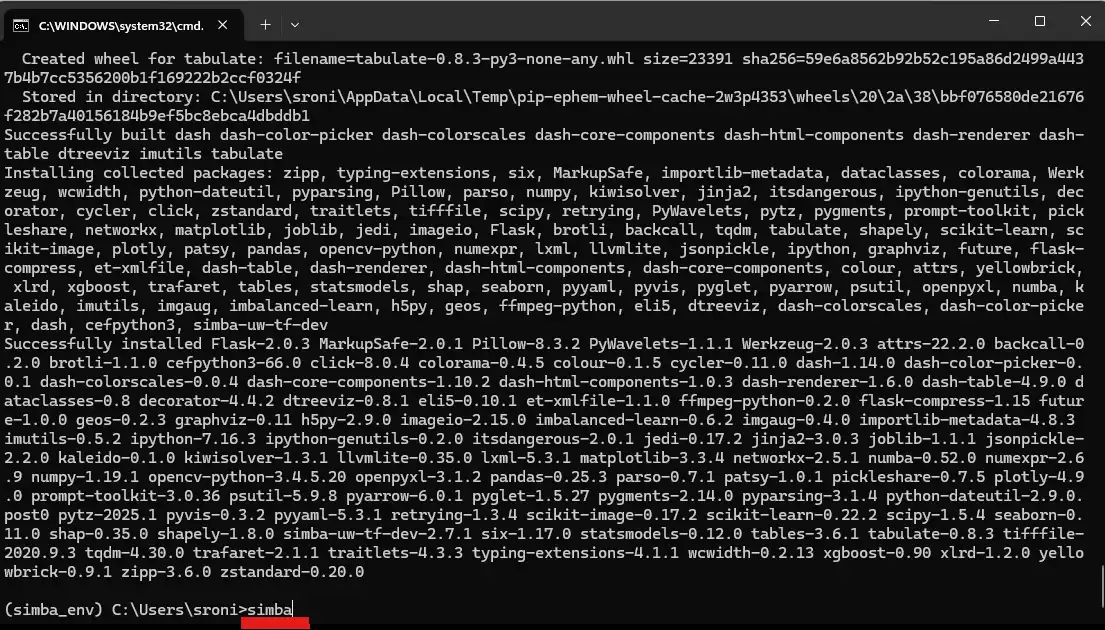 C:\WINDOWS\system32\cmd.
Created wheel for tabulate: filename=tabulate-0.8.3-py3-none-any.whl size=23391 sha256=59e6a8562b92b52c195a86d2499a443
7b4b7cc5356200b1f169222b2ccf0324f
Stored in directory: C:\Users\sroni\AppData\Local\Temp\pip-ephem-wheel-cache-2w3p4353\wheels\20\2a\38\bbf076580de21676
f282b7a40156184b9ef5bc8ebca4dbddb1
Successfully built dash dash-color-picker dash-colorscales dash-core-components dash-html-components dash-renderer dash-
table dtreeviz imutils tabulate
Installing collected packages: zipp, typing-extensions, six, MarkupSafe, importlib-metadata, dataclasses, colorama, Werk
zeug, wcwidth, python-dateutil, pyparsing, Pillow, parso, numpy, kiwisolver, jinja2, itsdangerous, ipython-genutils, dec
orator, cycler, click, zstandard, traitlets, tifffile, scipy, retrying, PyWavelets, pytz, pygments, prompt-toolkit, pick
leshare, networkx, matplotlib, joblib, jedi, imageio, Flask, brotli, backcall, tqdm, tabulate, shapely, scikit-learn, sc
ikit-image, plotly, patsy, pandas, opencv-python, numexpr, lxml, llvmlite, jsonpickle, ipython, graphviz, future, flask-
compress, et-xmlfile, dash-table, dash-renderer, dash-html-components, dash-core-components, colour, attrs, yellowbrick,
xlrd, xgboost, trafaret, tables, statsmodels, shap, seaborn, pyyaml, pyvis, pyglet, pyarrow, psutil, openpyxl, numba, k
aleido, imutils, imgaug, imbalanced-learn, h5py, geos, ffmpeg-python, eli5, dtreeviz, dash-colorscales, dash-color-picke
r, dash, cefpython3, simba-uw-tf-dev
Successfully installed Flask-2.0.3 MarkupSafe-2.0.1 Pillow-8.3.2 PyWavelets-1.1.1 Werkzeug-2.0.3 attrs-22.2.0 backcall-0
.2.0 brotli-1.1.0 cefpython3-66.0 click-8.0.4 colorama-0.4.5 colour-0.1.5 cycler-0.11.0 dash-1.14.0 dash-color-picker-0.
0.1 dash-colorscales-0.0.4 dash-core-components-1.10.2 dash-html-components-1.0.3 dash-renderer-1.6.0 dash-table-4.9.0 d
ataclasses-0.8 decorator-4.4.2 dtreeviz-0.8.1 eli5-0.10.1 et-xmlfile-1.1.0 ffmpeg-python-0.2.0 flask-compress-1.15 futur
e-1.0.0 geos-0.2.3 graphviz-0.11 h5py-2.9.0 imageio-2.15.0 imbalanced-learn-0.6.2 imgaug-0.4.0 importlib-metadata-4.8.3
imutils-0.5.2 ipython-7.16.3 ipython-genutils-0.2.0 itsdangerous-2.0.1 jedi-0.17.2 jinja2-3.0.3 joblib-1.1.1 jsonpickle-
2.2.0 kaleido-0.1.0 kiwisolver-1.3.1 llvmlite-0.35.0 lxml-5.3.1 matplotlib-3.3.4 networkx-2.5.1 numba-0.52.0 numexpr-2.6
.9 numpy-1.19.1 opencv-python-3.4.5.20 openpyxl-3.1.2 pandas-0.25.3 parso-0.7.1 patsy-1.0.1 pickleshare-0.7.5 plotly-4.9
.0 prompt-toolkit-3.0.36 psutil-5.9.8 pyarrow-6.0.1 pyglet-1.5.27 pygments-2.14.0 pyparsing-3.1.4 python-dateutil-2.9.0.
post0 pytz-2025.1 pyvis-0.3.2 pyyaml-5.3.1 retrying-1.3.4 scikit-image-0.17.2 scikit-learn-0.22.2 scipy-1.5.4 seaborn-0.
11.0 shap-0.35.0 shapely-1.8.0 simba-uw-tf-dev-2.7.1 six-1.17.0 statsmodels-0.12.0 tables-3.6.1 tabulate-0.8.3 tifffile-
2020.9.3 tqdm-4.30.0 trafaret-2.1.1 traitlets-4.3.3 typing-extensions-4.1.1 wcwidth-0.2.13 xgboost-0.90 xlrd-1.2.0 yello
wbrick-0.9.1 zipp-3.6.0 zstandard-0.20.0
(simba_env) C:\Users\sroni>simba